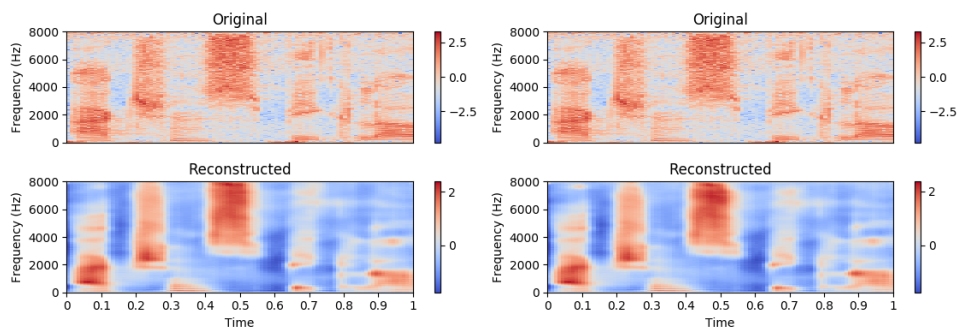 Original Original
8000 8000
6000 6000
4000 4000
2000 2000
0 0
Frequency (Hz) Frequency (Hz)
2.5 2.5
0.0 0.0
−2.5 −2.5
Reconstructed Reconstructed
8000 8000
6000 6000
4000 4000
2000 2000
0 0
Frequency (Hz) Frequency (Hz)
2 2
0 0
0 0.1 0.2 0.3 0.4 0.5 0.6 0.7 0.8 0.9 1 0 0.1 0.2 0.3 0.4 0.5 0.6 0.7 0.8 0.9 1
Time Time